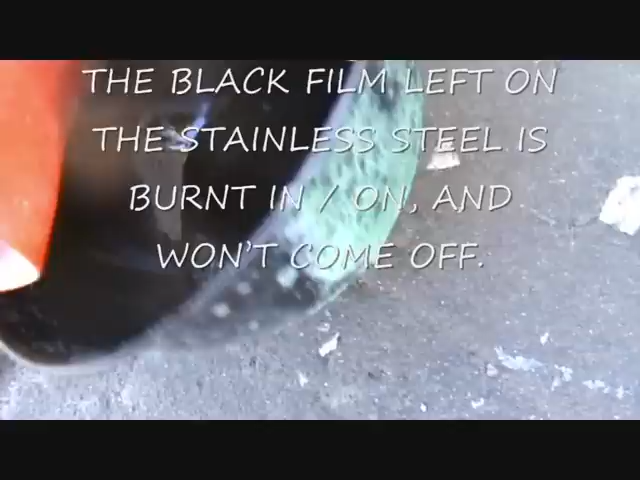 THE BLACK FILM LEFT ON
THE STAINLESS STEEL IS
BURNT IN / ON, AND
WON'T COME OFF.